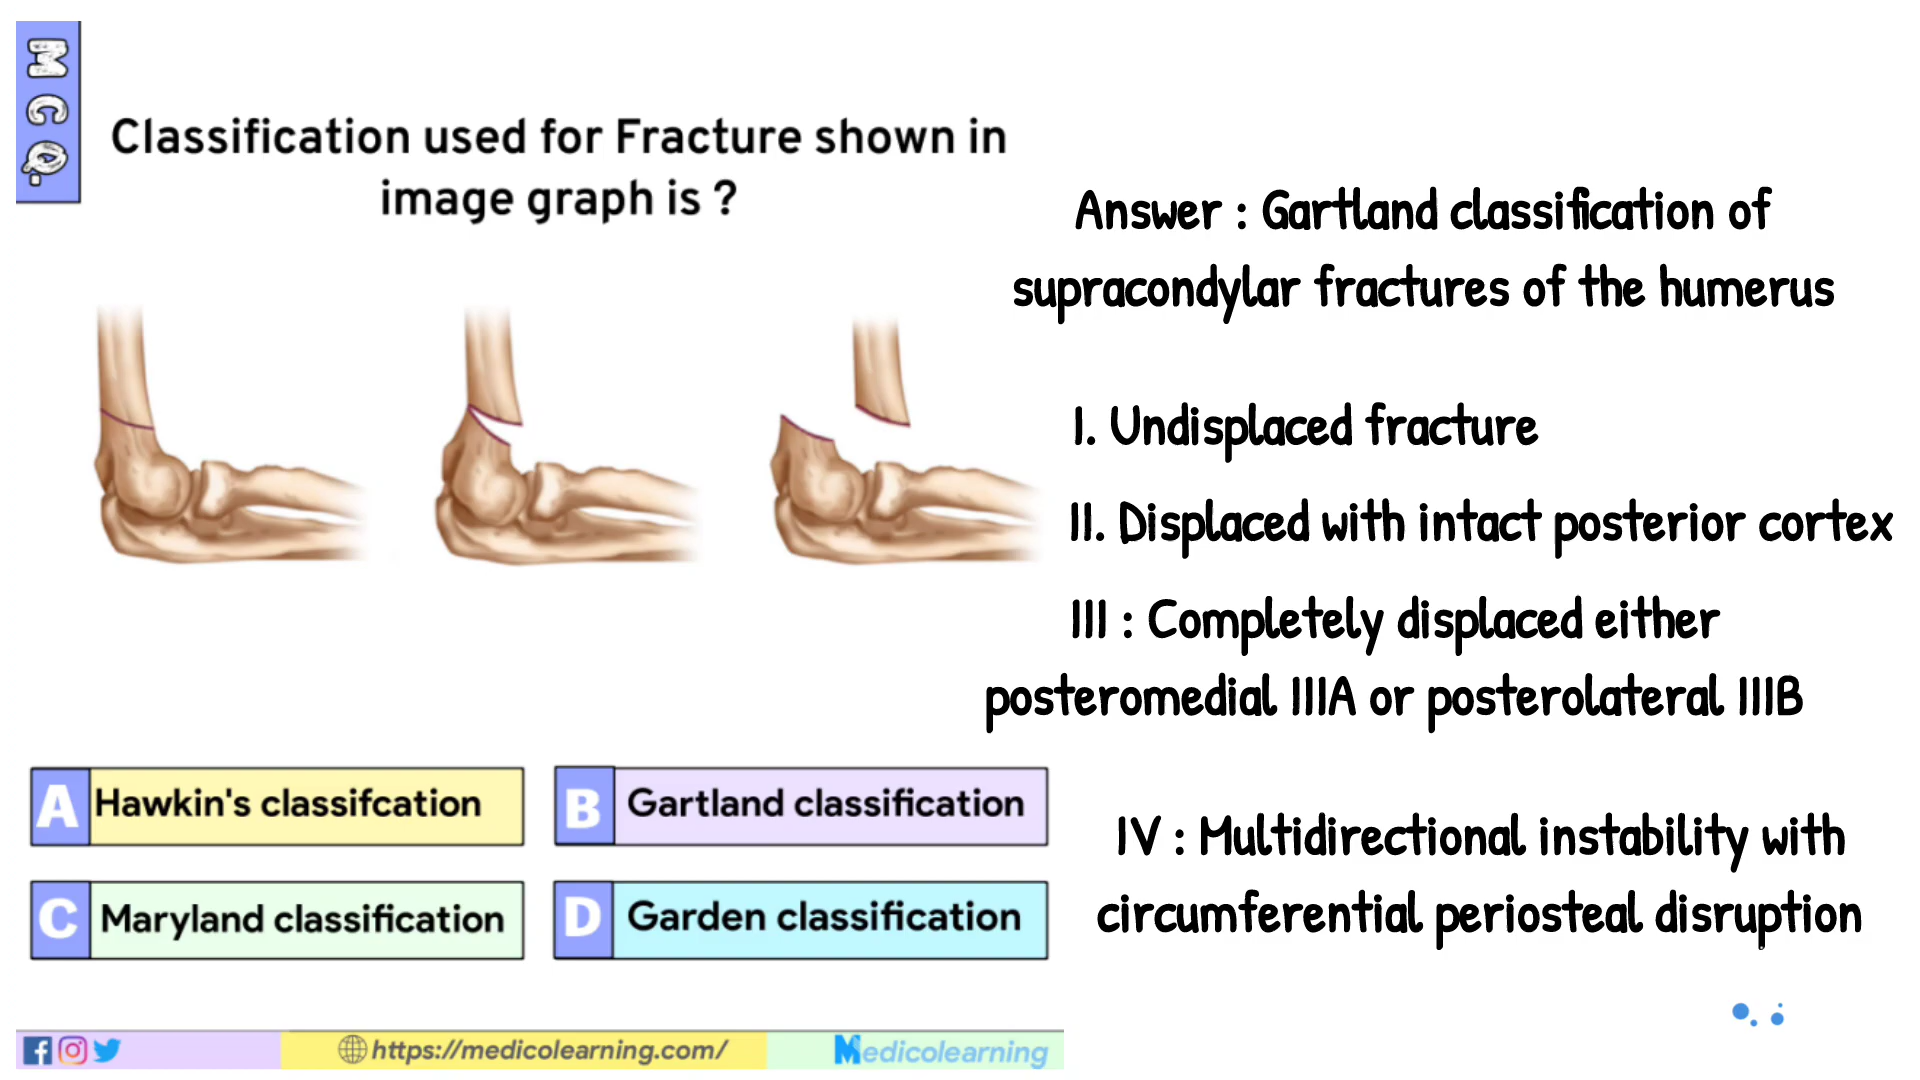 MCQ
Classification used for Fracture shown in
image graph is ?
Answer : Gartland classification of
supracondylar fractures of the humerus
I. Undisplaced fracture
II. Displaced with intact posterior cortex
III : Completely displaced either
posteromedial IIIA or posterolateral IIIB
IV : Multidirectional instability with
circumferential periosteal disruption
A Hawkin's classifcation
B Gartland classification
C Maryland classification
D Garden classification
https://medicolearning.com/
Medicolearning